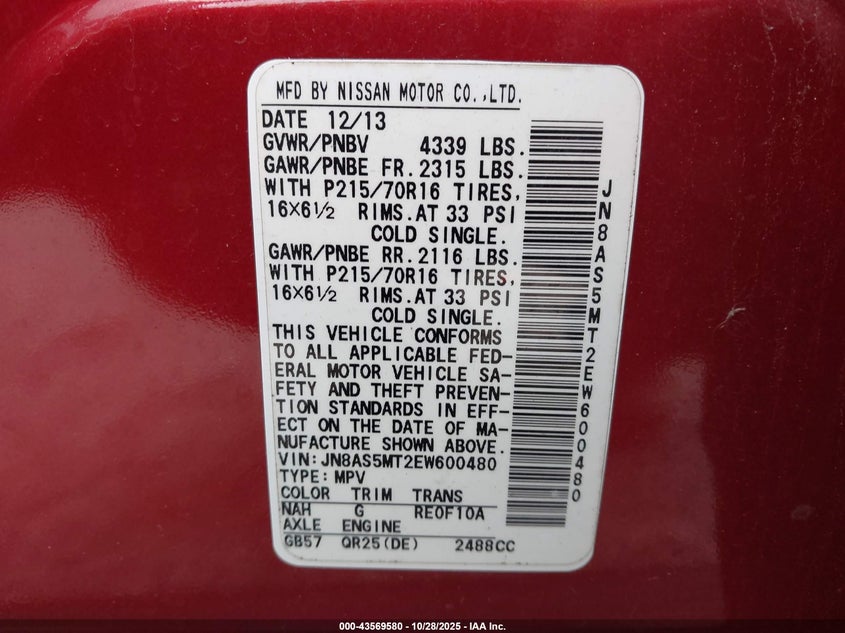 MFD BY NISSAN MOTOR CO.,LTD.
DATE 12/13
GVWR/PNBV 4339 LBS.
GAWR/PNBE FR.2315 LBS.
WITH P215/70R16 TIRES,
16X6½ RIMS.AT 33 PSI
COLD SINGLE.
GAWR/PNBE RR.2116 LBS.
WITH P215/70R16 TIRES,
16X6½ RIMS.AT 33 PSI
COLD SINGLE.
THIS VEHICLE CONFORMS
TO ALL APPLICABLE FED-
ERAL MOTOR VEHICLE SA-
FETY AND THEFT PREVEN-
TION STANDARDS IN EFF-
ECT ON THE DATE OF MA-
NUFACTURE SHOWN ABOVE.
VIN:JN8AS5MT2EW600480
TYPE:MPV
COLOR TRIM TRANS
NAH G RE0F10A
AXLE ENGINE
GB57 QR25(DE) 2488CC
JN8AS5MT2EW600480
000-43569580 | 10/28/2025 - IAA Inc.